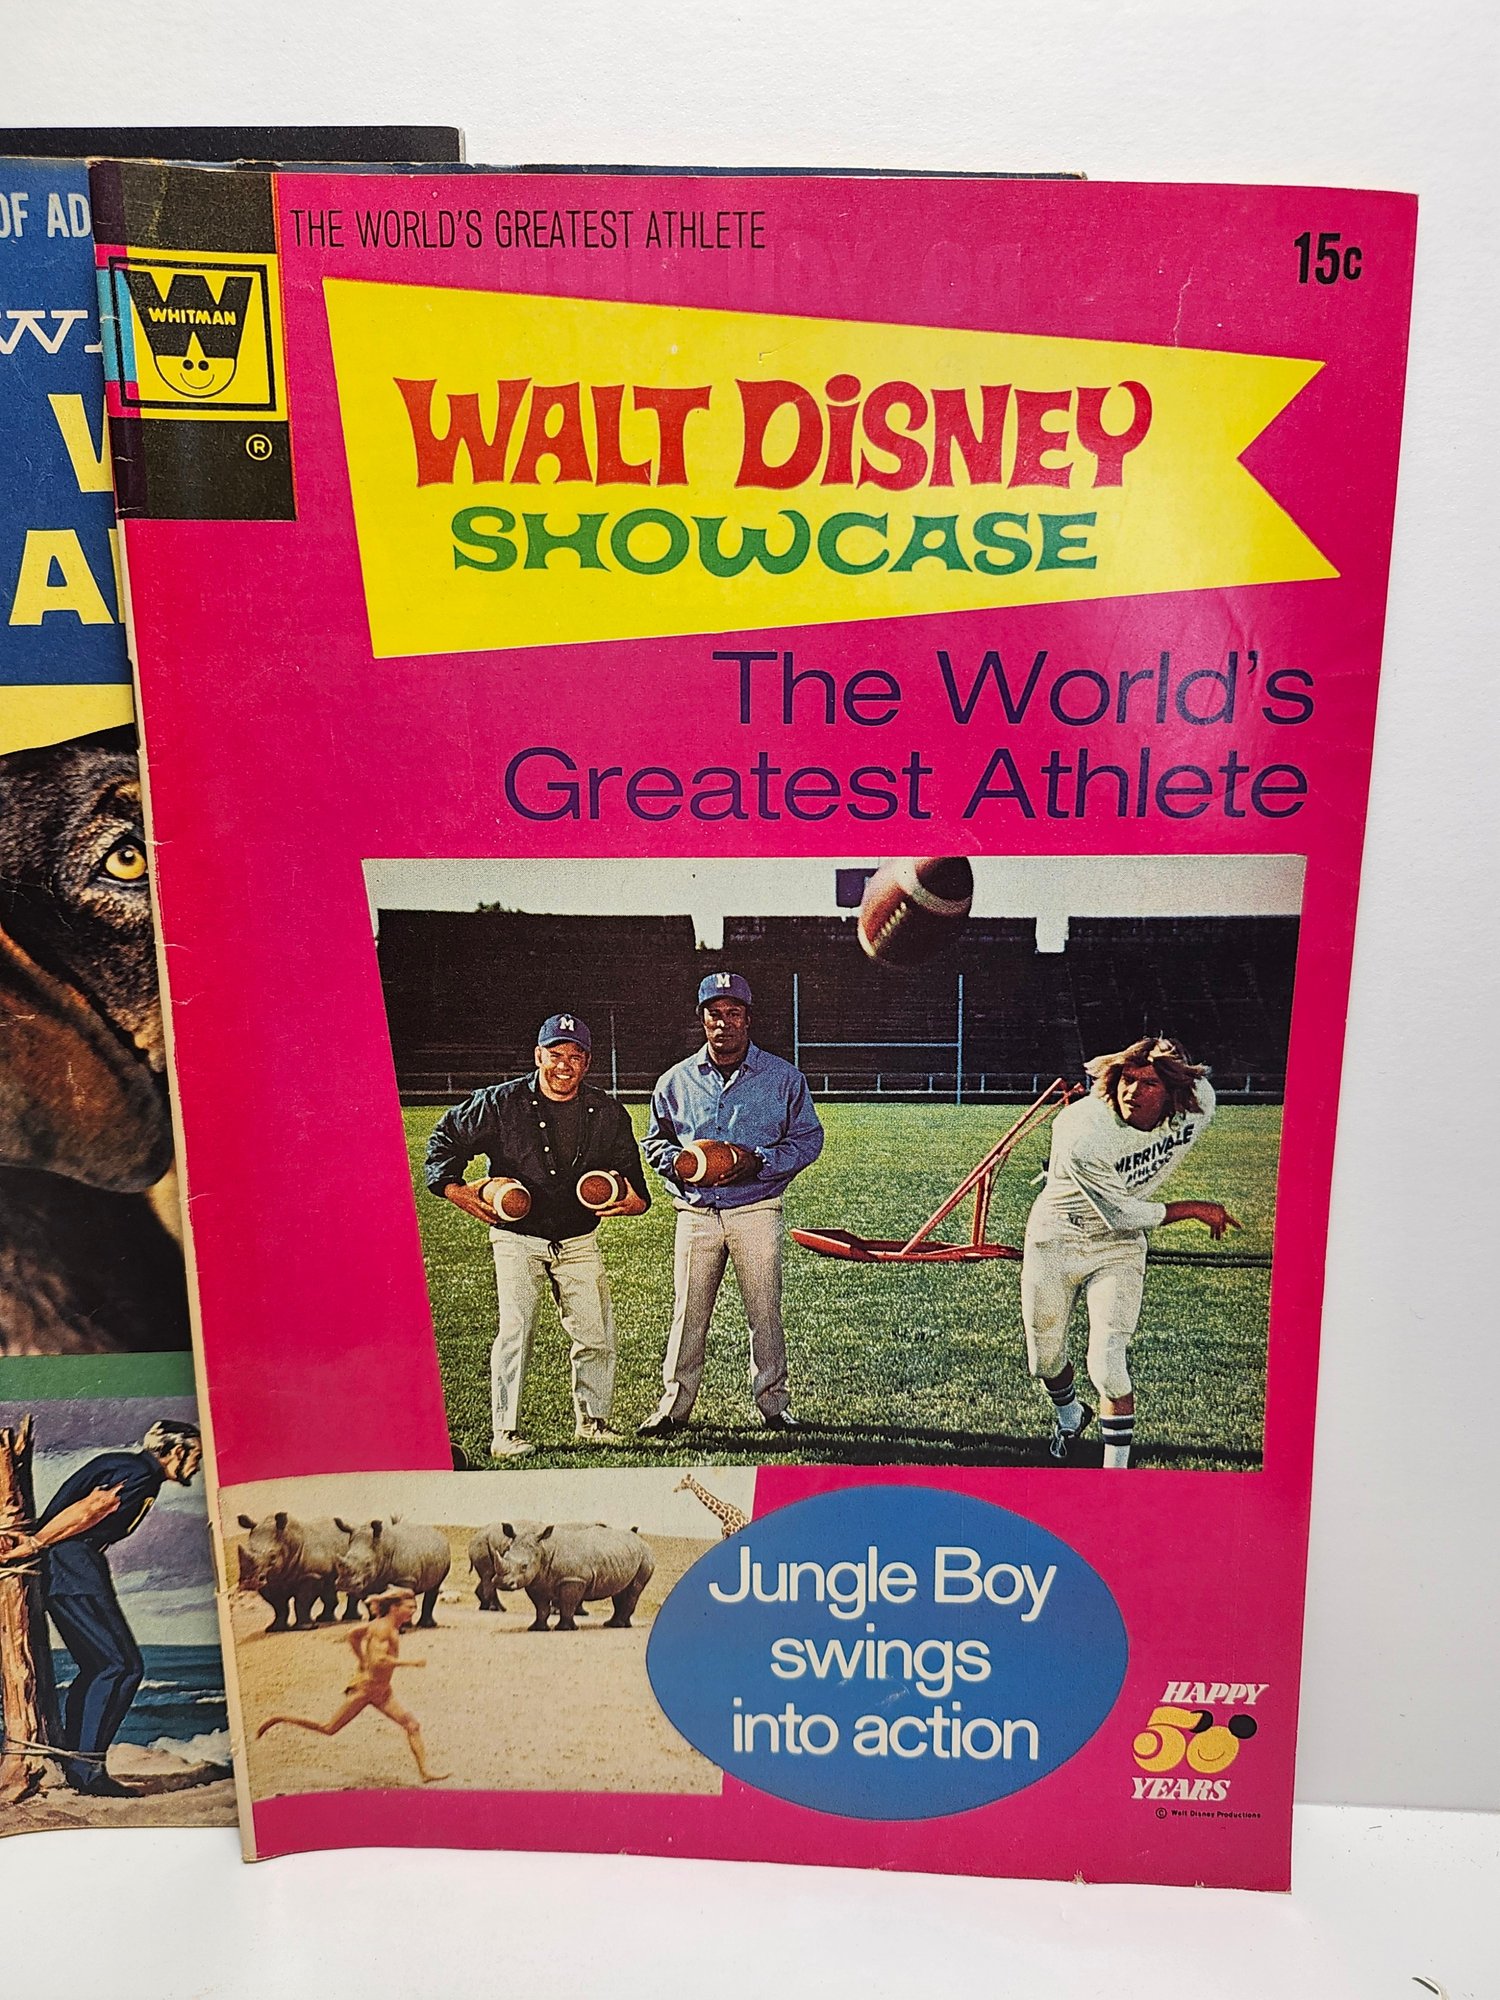 OF AD
THE WORLD'S GREATEST ATHLETE
15c
WHITMAN
®
WALT DiSNEY
SHOWCASE
The World's
Greatest Athlete
M
M
MERRIVALE
Jungle Boy
swings
into action
HAPPY
50
YEARS
© Walt Disney Productions